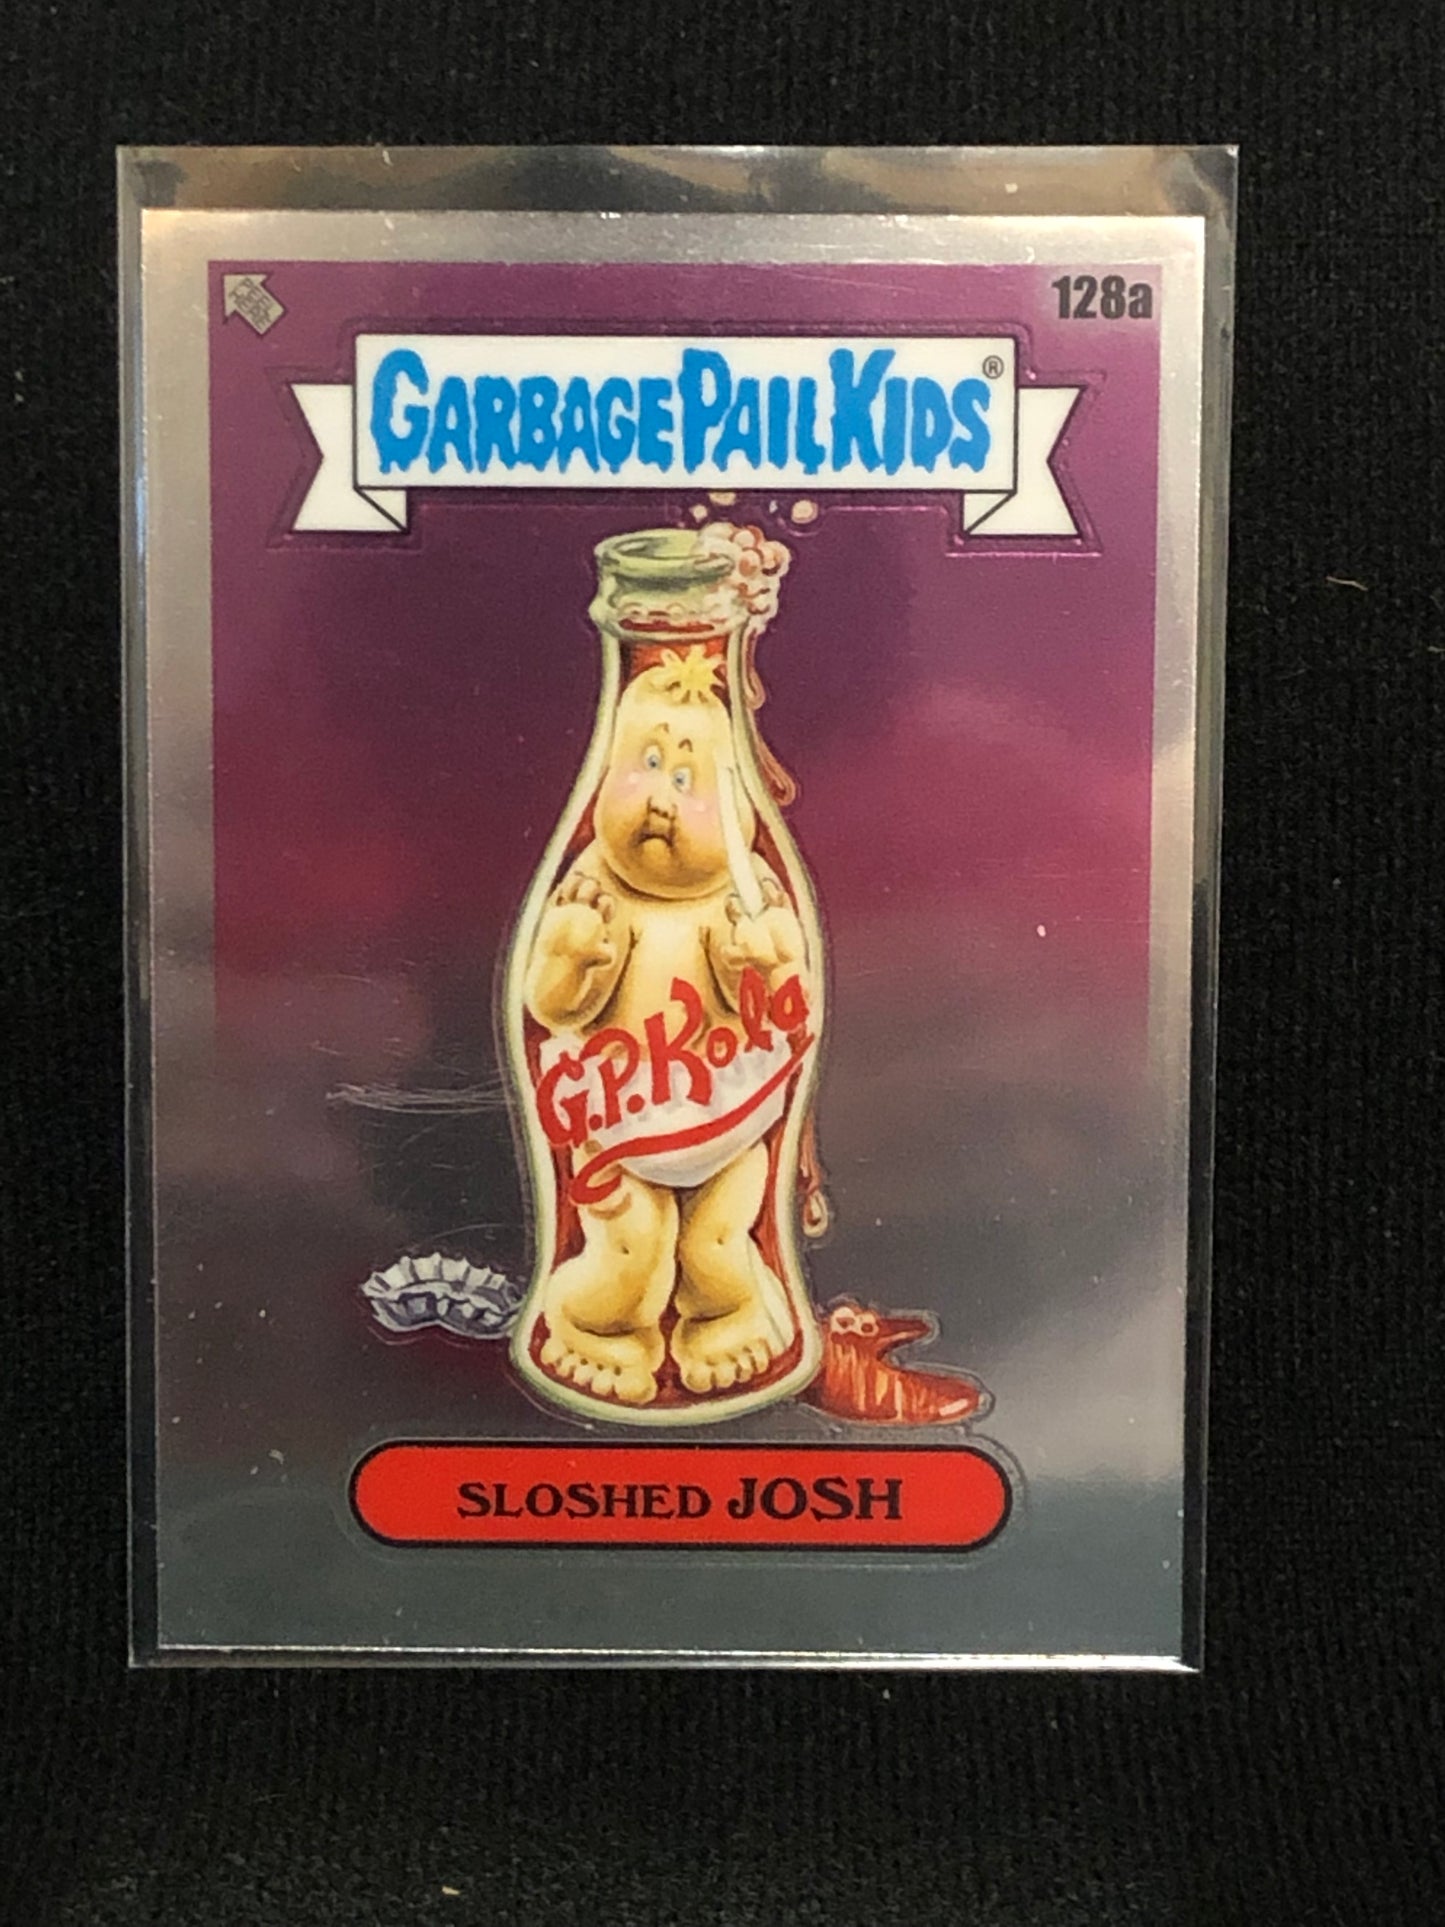 128a
GARBAGE PAIL KIDS®
G.P. Kola
SLOSHED JOSH